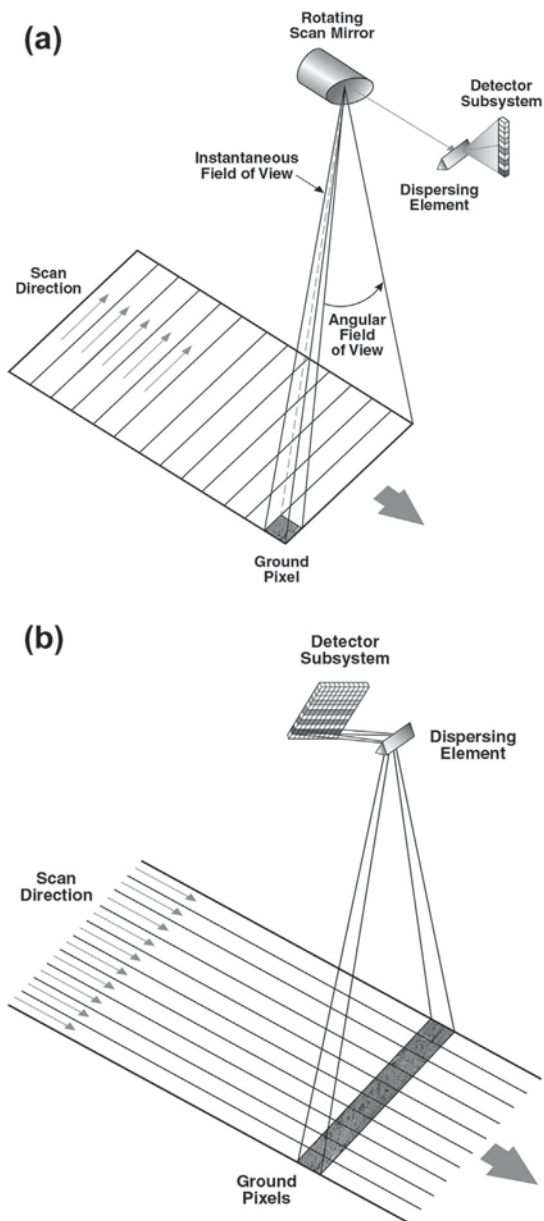 (a)
Rotating
Scan Mirror
Detector
Subsystem
Instantaneous
Field of View
Dispersing
Element
Scan
Direction
Angular
Field
of View
Ground
Pixel
(b)
Detector
Subsystem
Dispersing
Element
Scan
Direction
Ground
Pixels